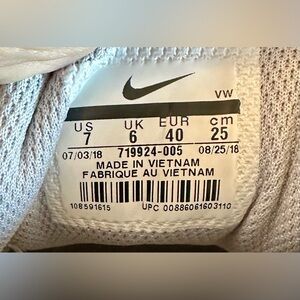 VW
US UK EUR cm
7 6 40 25
07/03/18 719924-005 08/25/18
MADE IN VIETNAM
FABRIQUE AU VIETNAM
108591615 UPC 00886061603110